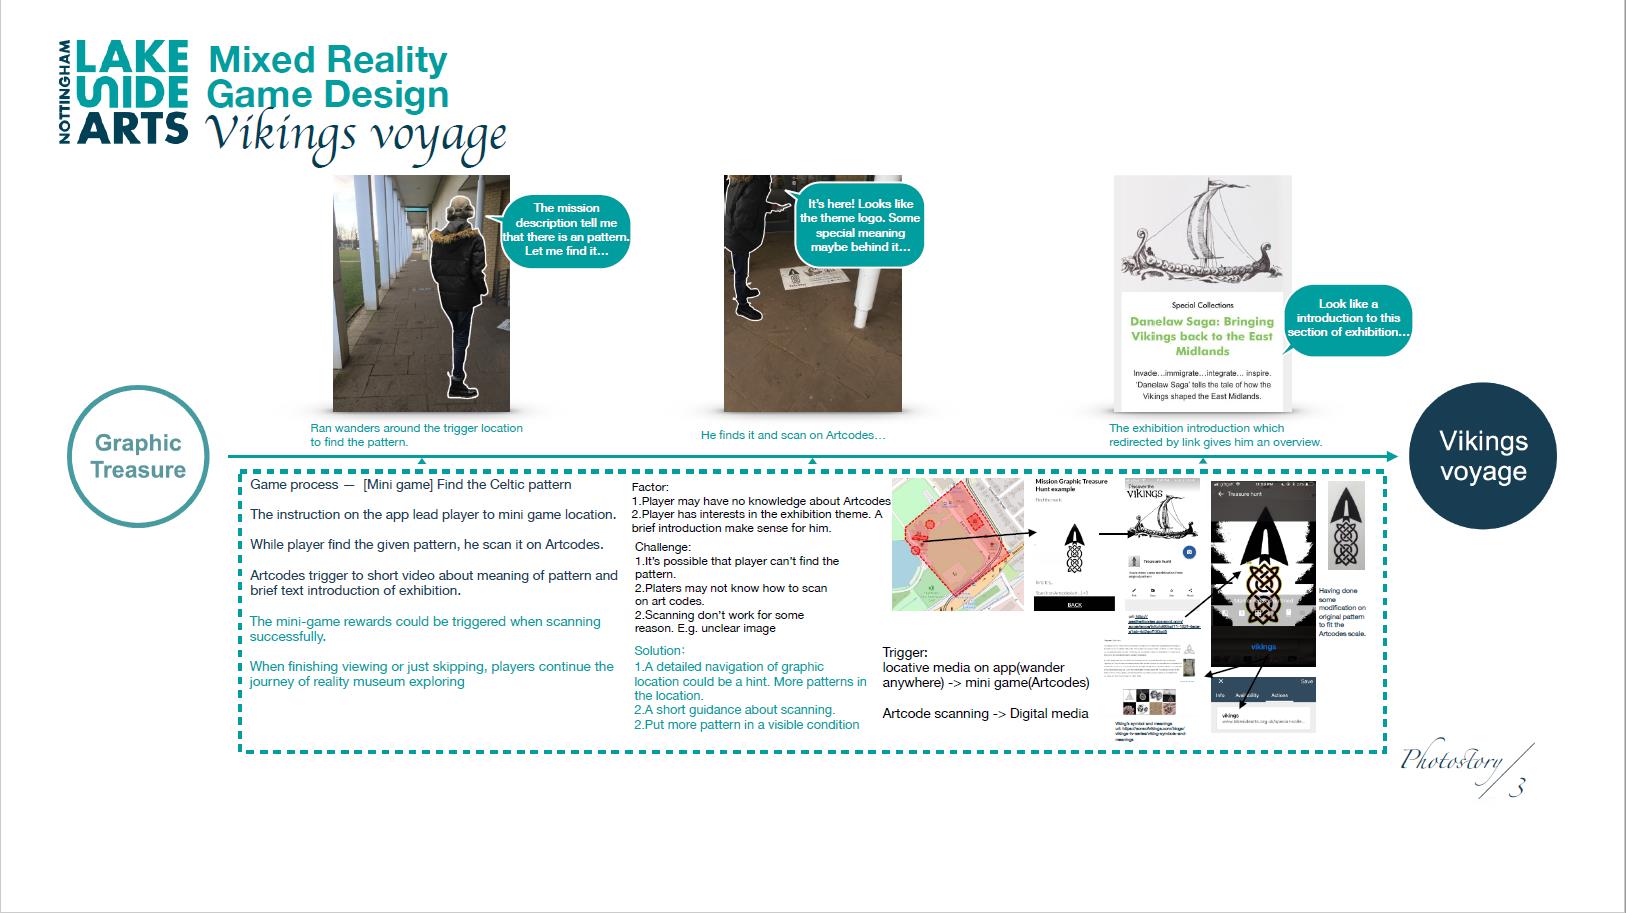 NOTTINGHAM
LAKE
SIDE
ARTS
Mixed Reality
Game Design
Vikings voyage
The mission
description tell me
that there is an pattern.
Let me find it...
It's here! Looks like
the theme logo. Some
special meaning
maybe behind it...
Special Collections
Danelaw Saga: Bringing
Vikings back to the East
Midlands
Invade...immigrate...integrate... inspire.
'Danelaw Saga' tells the tale of how the
Vikings shaped the East Midlands.
Look like a
introduction to this
section of exhibition...
Ran wanders around the trigger location
to find the pattern.
He finds it and scan on Artcodes...
The exhibition introduction which
redirected by link gives him an overview.
Graphic
Treasure
Vikings
voyage
Game process — [Mini game] Find the Celtic pattern
The instruction on the app lead player to mini game location.
While player find the given pattern, he scan it on Artcodes.
Artcodes trigger to short video about meaning of pattern and
brief text introduction of exhibition.
The mini-game rewards could be triggered when scanning
successfully.
When finishing viewing or just skipping, players continue the
journey of reality museum exploring
Factor:
1.Player may have no knowledge about Artcodes
2.Player has interests in the exhibition theme. A
brief introduction make sense for him.
Challenge:
1.It's possible that player can't find the
pattern.
2.Platers may not know how to scan
on art codes.
2.Scanning don't work for some
reason. E.g. unclear image
Solution:
1.A detailed navigation of graphic
location could be a hint. More patterns in
the location.
2.A short guidance about scanning.
2.Put more pattern in a visible condition
Mission Graphic Treasure
Hunt example
BACK
Discover the
VIKINGS
Treasure hunt
Treasure hunt
vikings
Save
Info
Availability
Actions
vikings
Having done
some
modification on
original pattern
to fit the
Artcodes scale.
Trigger:
locative media on app(wander
anywhere) -> mini game(Artcodes)
Artcode scanning -> Digital media
Viking's symbol and meanings
Photostory
3